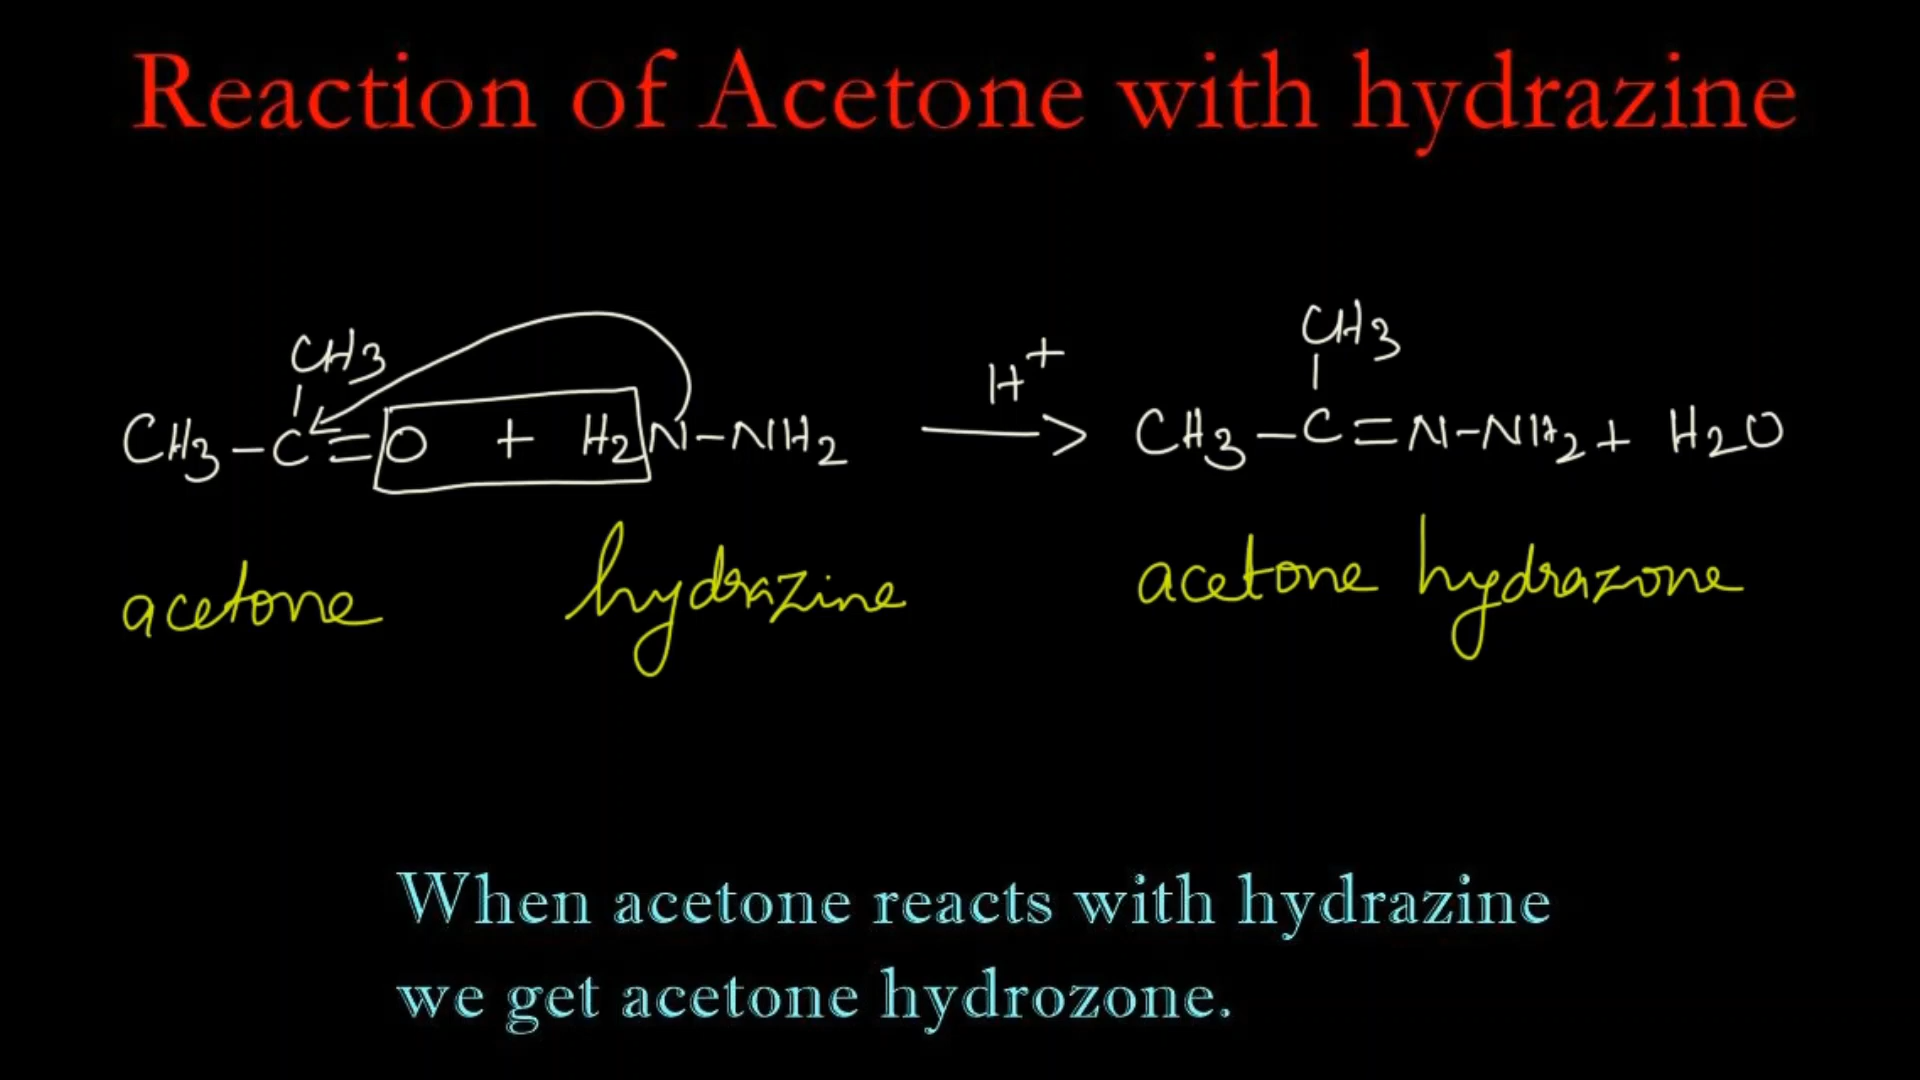 Reaction of Acetone with hydrazine
CH3 CH3
CH3-C=O + H2N-NH2 H+ → CH3-C=N-NH2 + H2O
acetone hydrazine acetone hydrazone
When acetone reacts with hydrazine
we get acetone hydrozone.